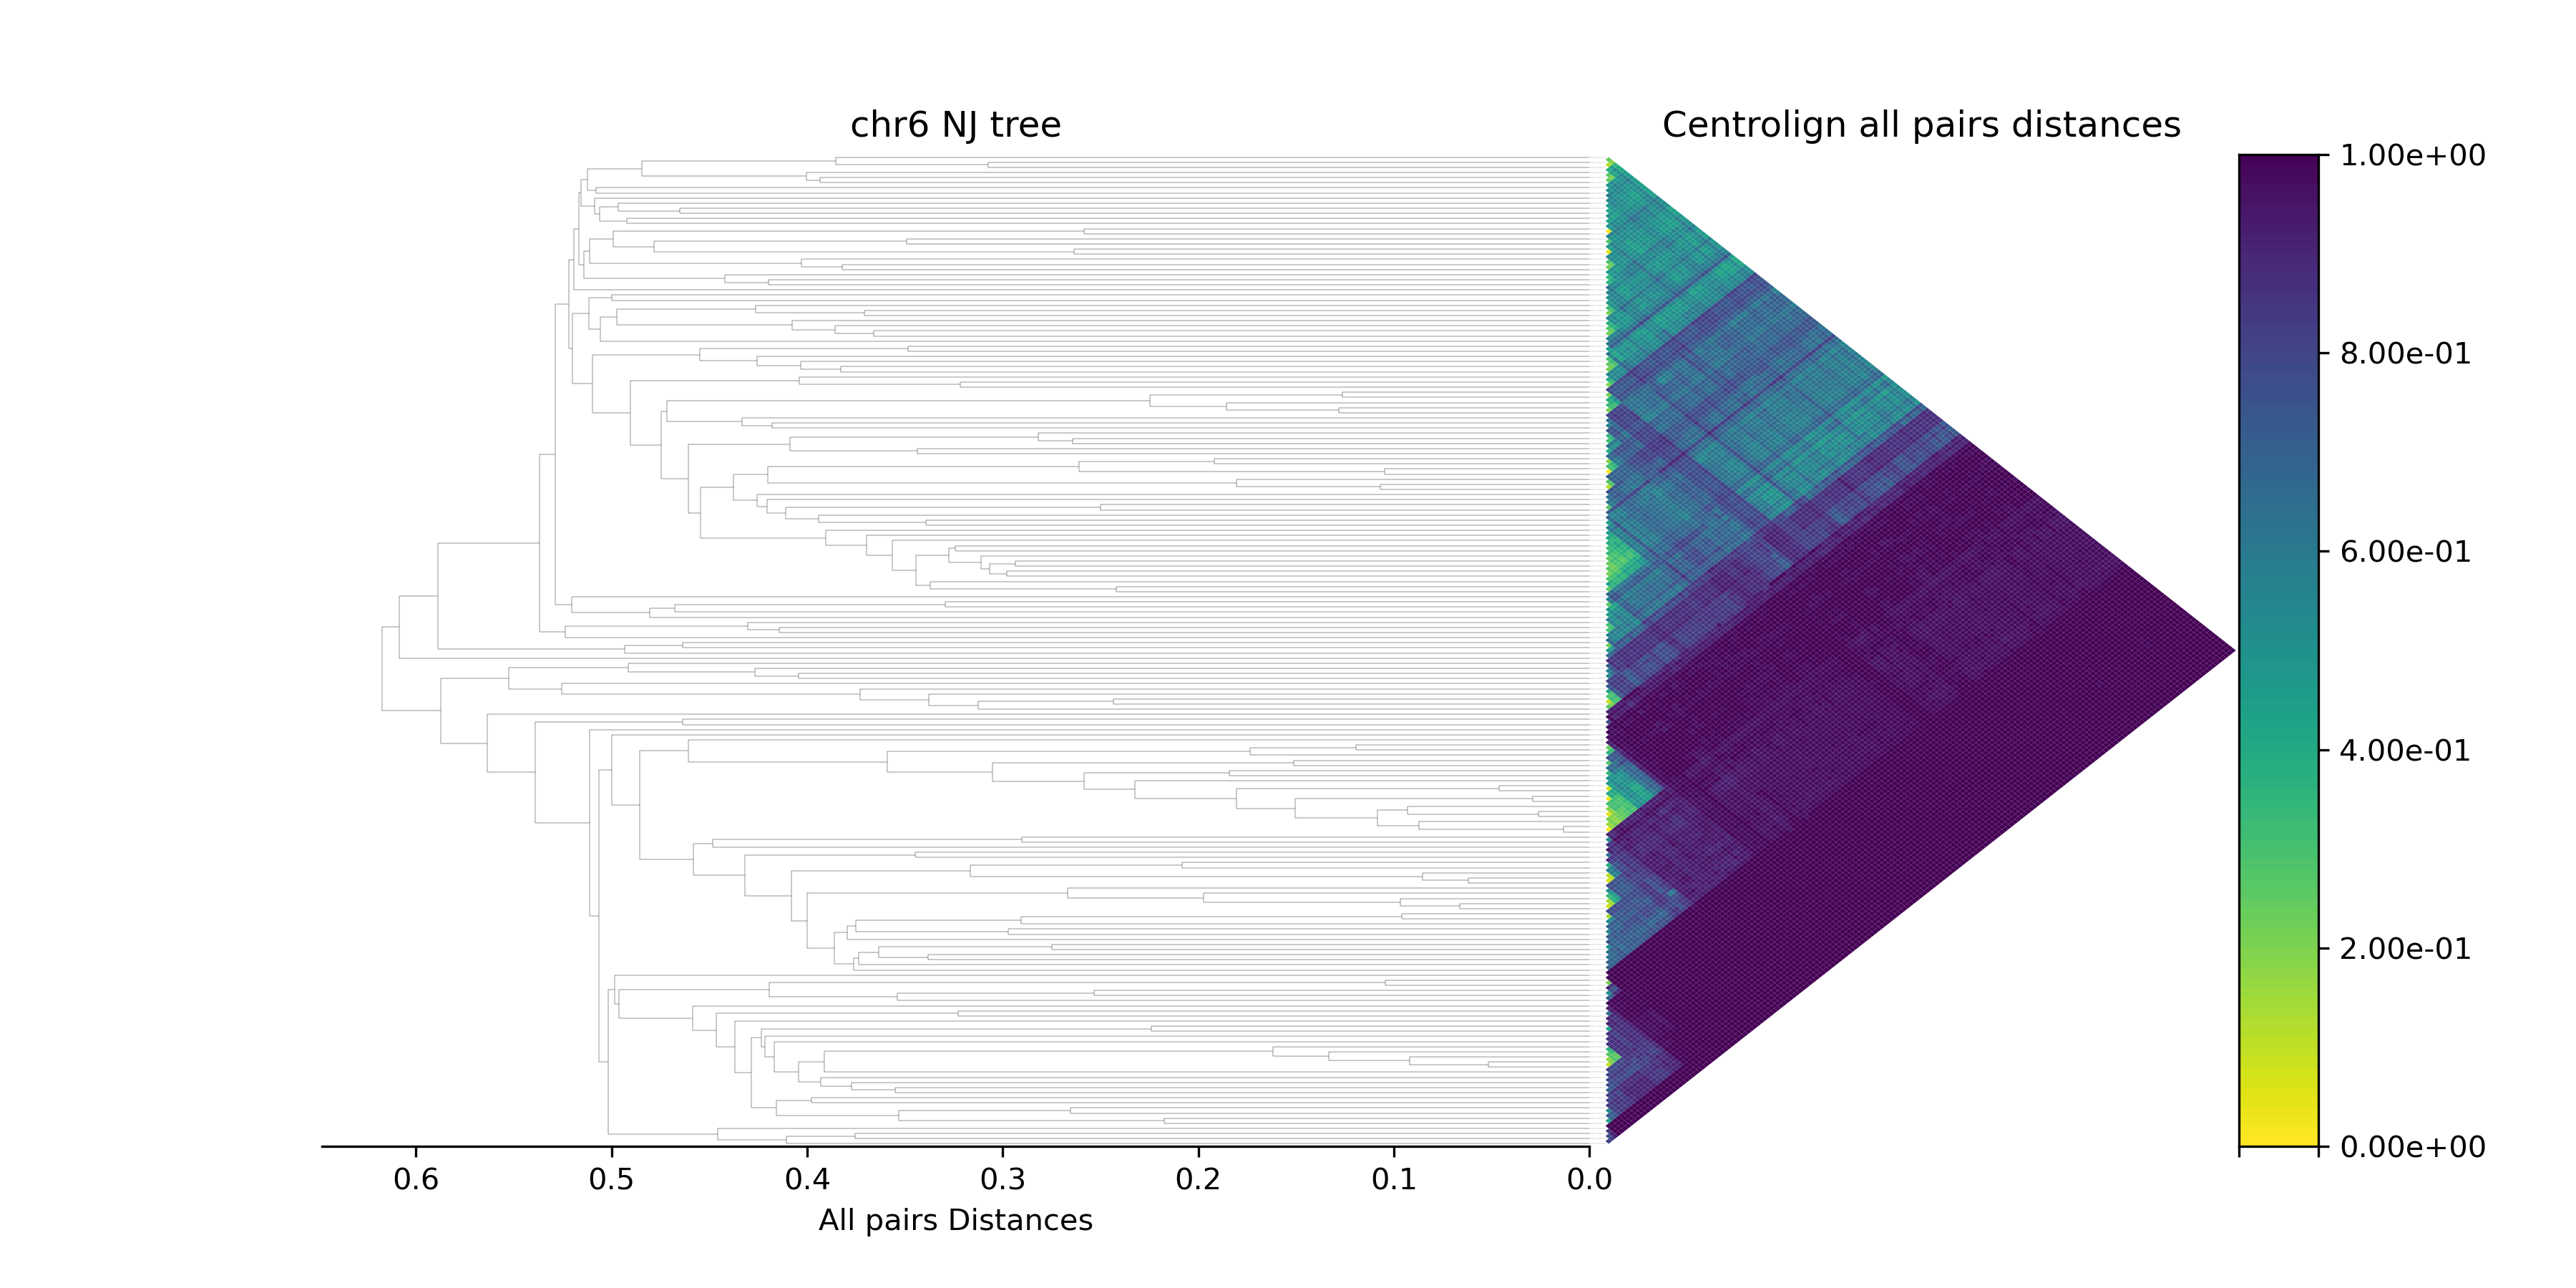 chr6 NJ tree
Centrolign all pairs distances
1.00e+00
8.00e-01
6.00e-01
4.00e-01
2.00e-01
0.00e+00
0.6 0.5 0.4 0.3 0.2 0.1 0.0
All pairs Distances